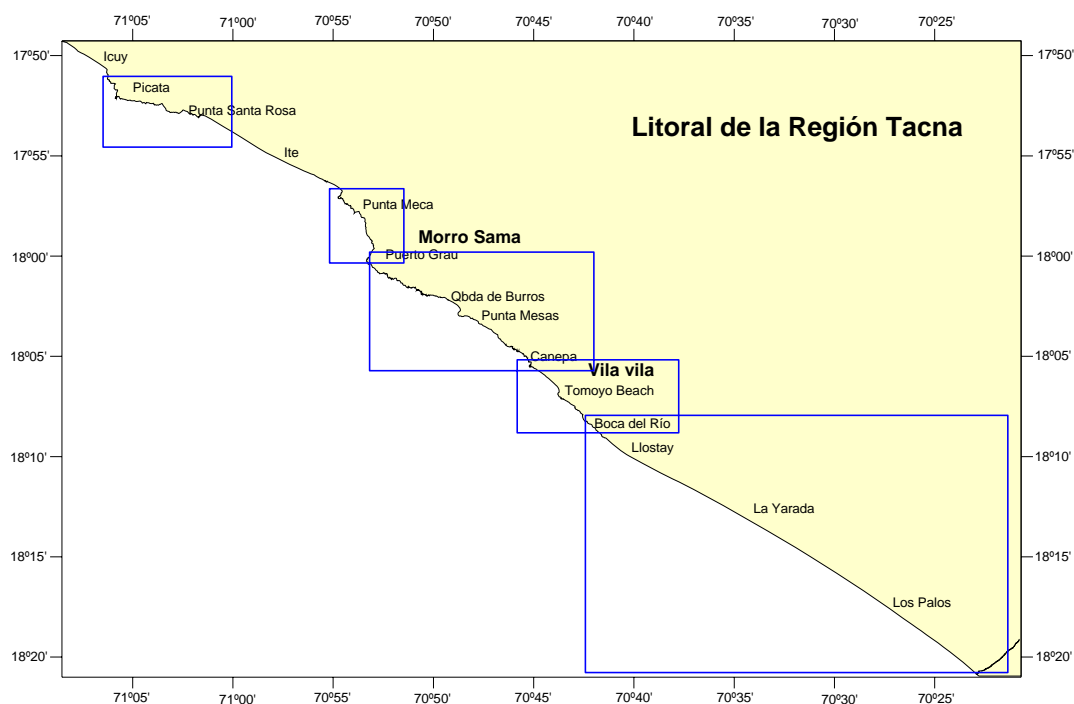 71º05' 71º00' 70º55' 70º50' 70º45' 70º40' 70º35' 70º30' 70º25'
17º50' 17º50'
Icuy
Picata
Punta Santa Rosa
Litoral de la Región Tacna
17º55' 17º55'
Ite
Punta Meca
Morro Sama
18º00' 18º00'
Puerto Grau
Qbda de Burros
Punta Mesas
18º05' 18º05'
Canepa
Vila vila
Tomoyo Beach
Boca del Río
Llostay
18º10' 18º10'
La Yarada
18º15' 18º15'
Los Palos
18º20' 18º20'
71º05' 71º00' 70º55' 70º50' 70º45' 70º40' 70º35' 70º30' 70º25'